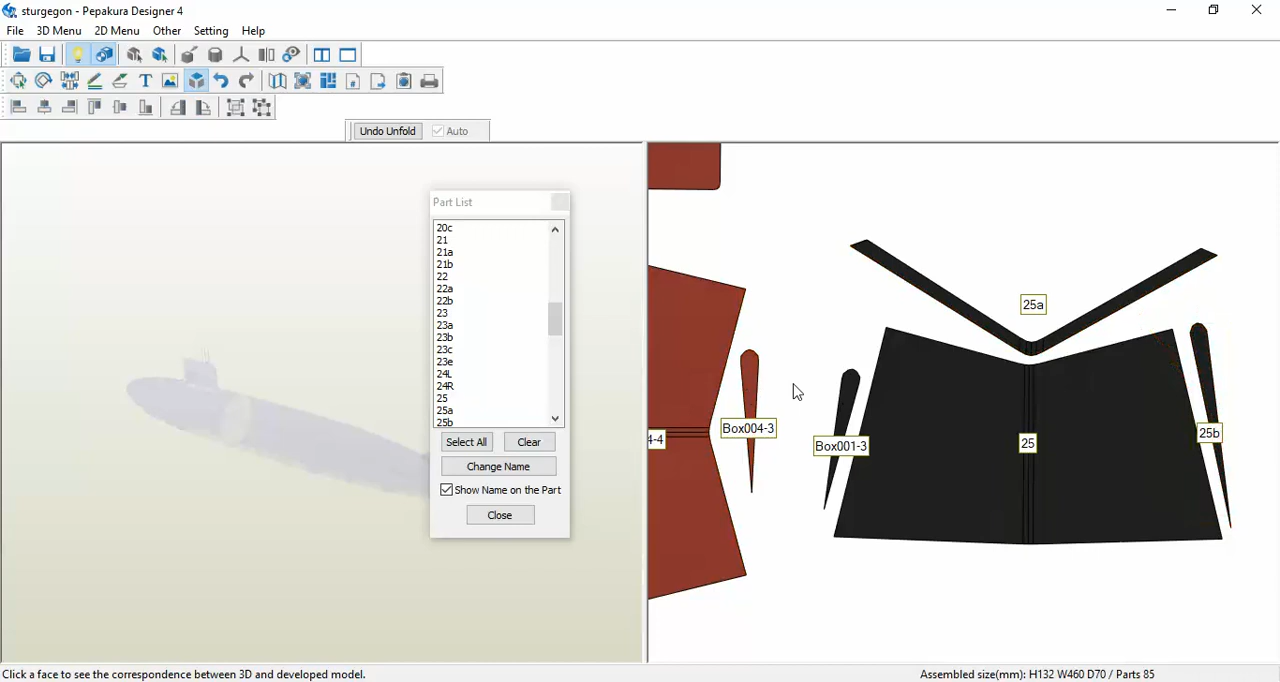 sturgegon - Pepakura Designer 4
File 3D Menu 2D Menu Other Setting Help
Undo Unfold Auto
Part List
20c
21
21a
21b
22
22a
22b
23
23a
23b
23c
23e
24L
24R
25
25a
25b
Select All Clear
Change Name
Show Name on the Part
Close
25a
Box004-3
4-4
Box001-3
25
25b
Click a face to see the correspondence between 3D and developed model.
Assembled size(mm): H132 W460 D70 / Parts 85